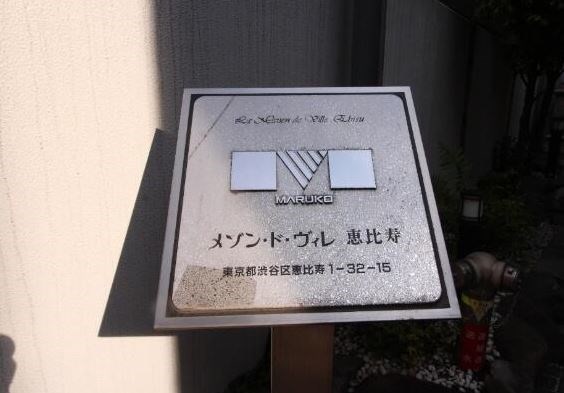 La Maison de Ville Ebisu
MARUKO
メゾン・ド・ヴィレ 恵比寿
東京都渋谷区恵比寿1-32-15